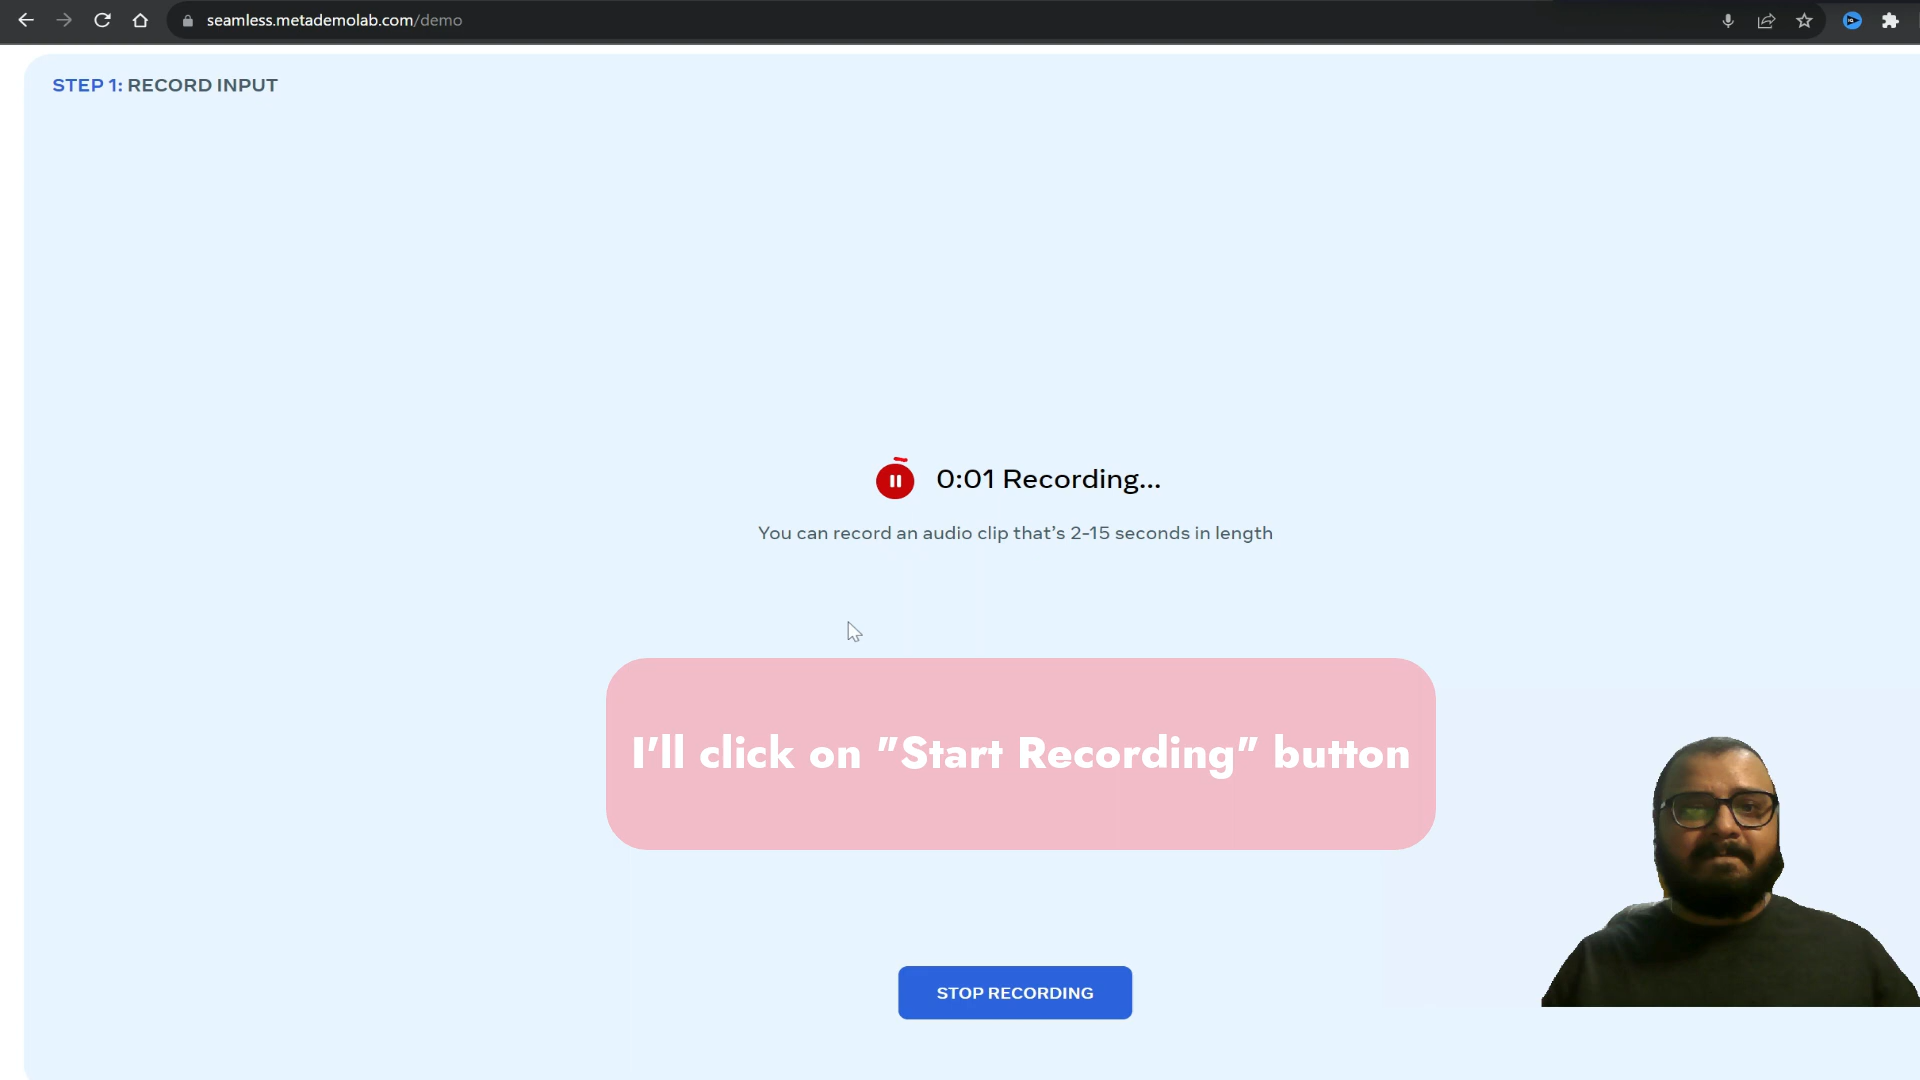 seamless.metademolab.com/demo
STEP 1: RECORD INPUT
0:01 Recording...
You can record an audio clip that's 2-15 seconds in length
I'll click on "Start Recording" button
STOP RECORDING